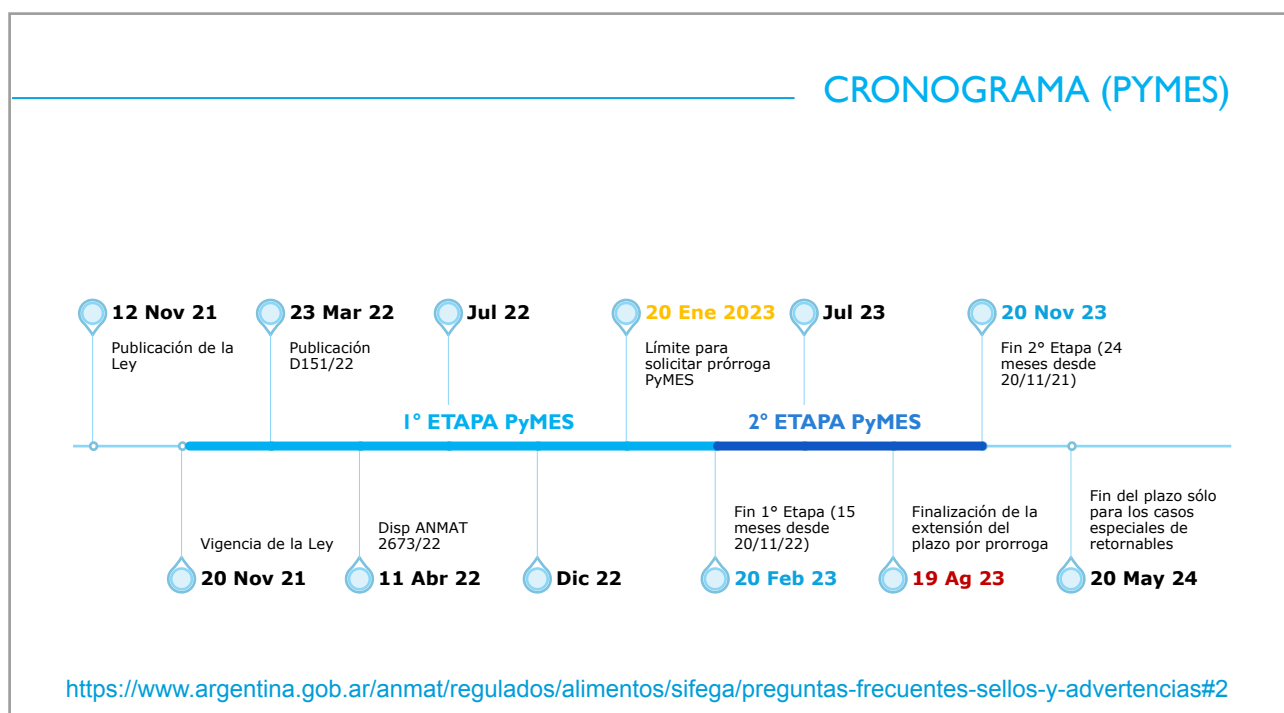 CRONOGRAMA (PYMES)
12 Nov 21
Publicación de la
Ley
23 Mar 22
Publicación
D151/22
Jul 22
20 Ene 2023
Límite para
solicitar prórroga
PyMES
Jul 23
20 Nov 23
Fin 2° Etapa (24
meses desde
20/11/21)
1° ETAPA PyMES
2° ETAPA PyMES
Vigencia de la Ley
20 Nov 21
Disp ANMAT
2673/22
11 Abr 22
Dic 22
Fin 1° Etapa (15
meses desde
20/11/22)
20 Feb 23
Finalización de la
extensión del
plazo por prorroga
19 Ag 23
Fin del plazo sólo
para los casos
especiales de
retornables
20 May 24
https://www.argentina.gob.ar/anmat/regulados/alimentos/sifega/preguntas-frecuentes-sellos-y-advertencias#2